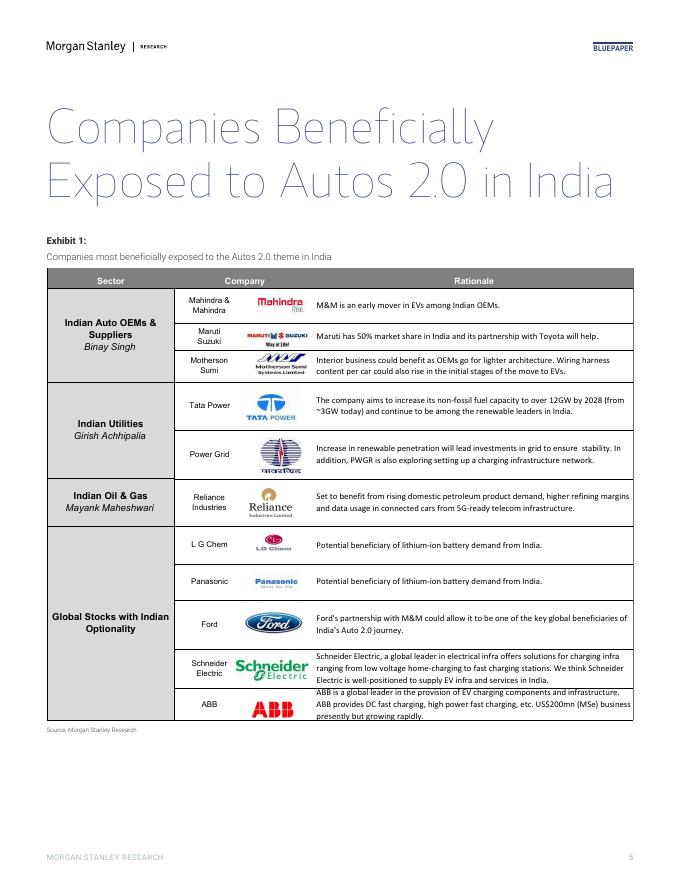 Morgan Stanley | RESEARCH
BLUEPAPER
Companies Beneficially
Exposed to Autos 2.0 in India
Exhibit 1:
Companies most beneficially exposed to the Autos 2.0 theme in India
Sector Company Rationale
Indian Auto OEMs &
Suppliers
Binay Singh
Mahindra &
Mahindra
Mahindra
Rise
M&M is an early mover in EVs among Indian OEMs.
Maruti
Suzuki
MARUTI SUZUKI
Way of Life!
Maruti has 50% market share in India and its partnership with Toyota will help.
Motherson
Sumi
Motherson Sumi
Systems Limited
Interior business could benefit as OEMs go for lighter architecture. Wiring harness
content per car could also rise in the initial stages of the move to EVs.
Indian Utilities
Girish Achhipalia
Tata Power
TATA POWER
The company aims to increase its non-fossil fuel capacity to over 12GW by 2028 (from
~3GW today) and continue to be among the renewable leaders in India.
Power Grid
पावरग्रिड
Increase in renewable penetration will lead investments in grid to ensure stability. In
addition, PWGR is also exploring setting up a charging infrastructure network.
Indian Oil & Gas
Mayank Maheshwari
Reliance
Industries
Reliance
Industries Limited
Set to benefit from rising domestic petroleum product demand, higher refining margins
and data usage in connected cars from 5G-ready telecom infrastructure.
Global Stocks with Indian
Optionality
L G Chem
LG Chem
Potential beneficiary of lithium-ion battery demand from India.
Panasonic
Panasonic
ideas for life
Potential beneficiary of lithium-ion battery demand from India.
Ford
Ford
Ford's partnership with M&M could allow it to be one of the key global beneficiaries of
India's Auto 2.0 journey.
Schneider
Electric
Schneider
Electric
Schneider Electric, a global leader in electrical infra offers solutions for charging infra
ranging from low voltage home-charging to fast charging stations. We think Schneider
Electric is well-positioned to supply EV infra and services in India.
ABB
ABB
ABB is a global leader in the provision of EV charging components and infrastructure.
ABB provides DC fast charging, high power fast charging, etc. US$200mn (MSe) business
presently but growing rapidly.
Source: Morgan Stanley Research
MORGAN STANLEY RESEARCH
5